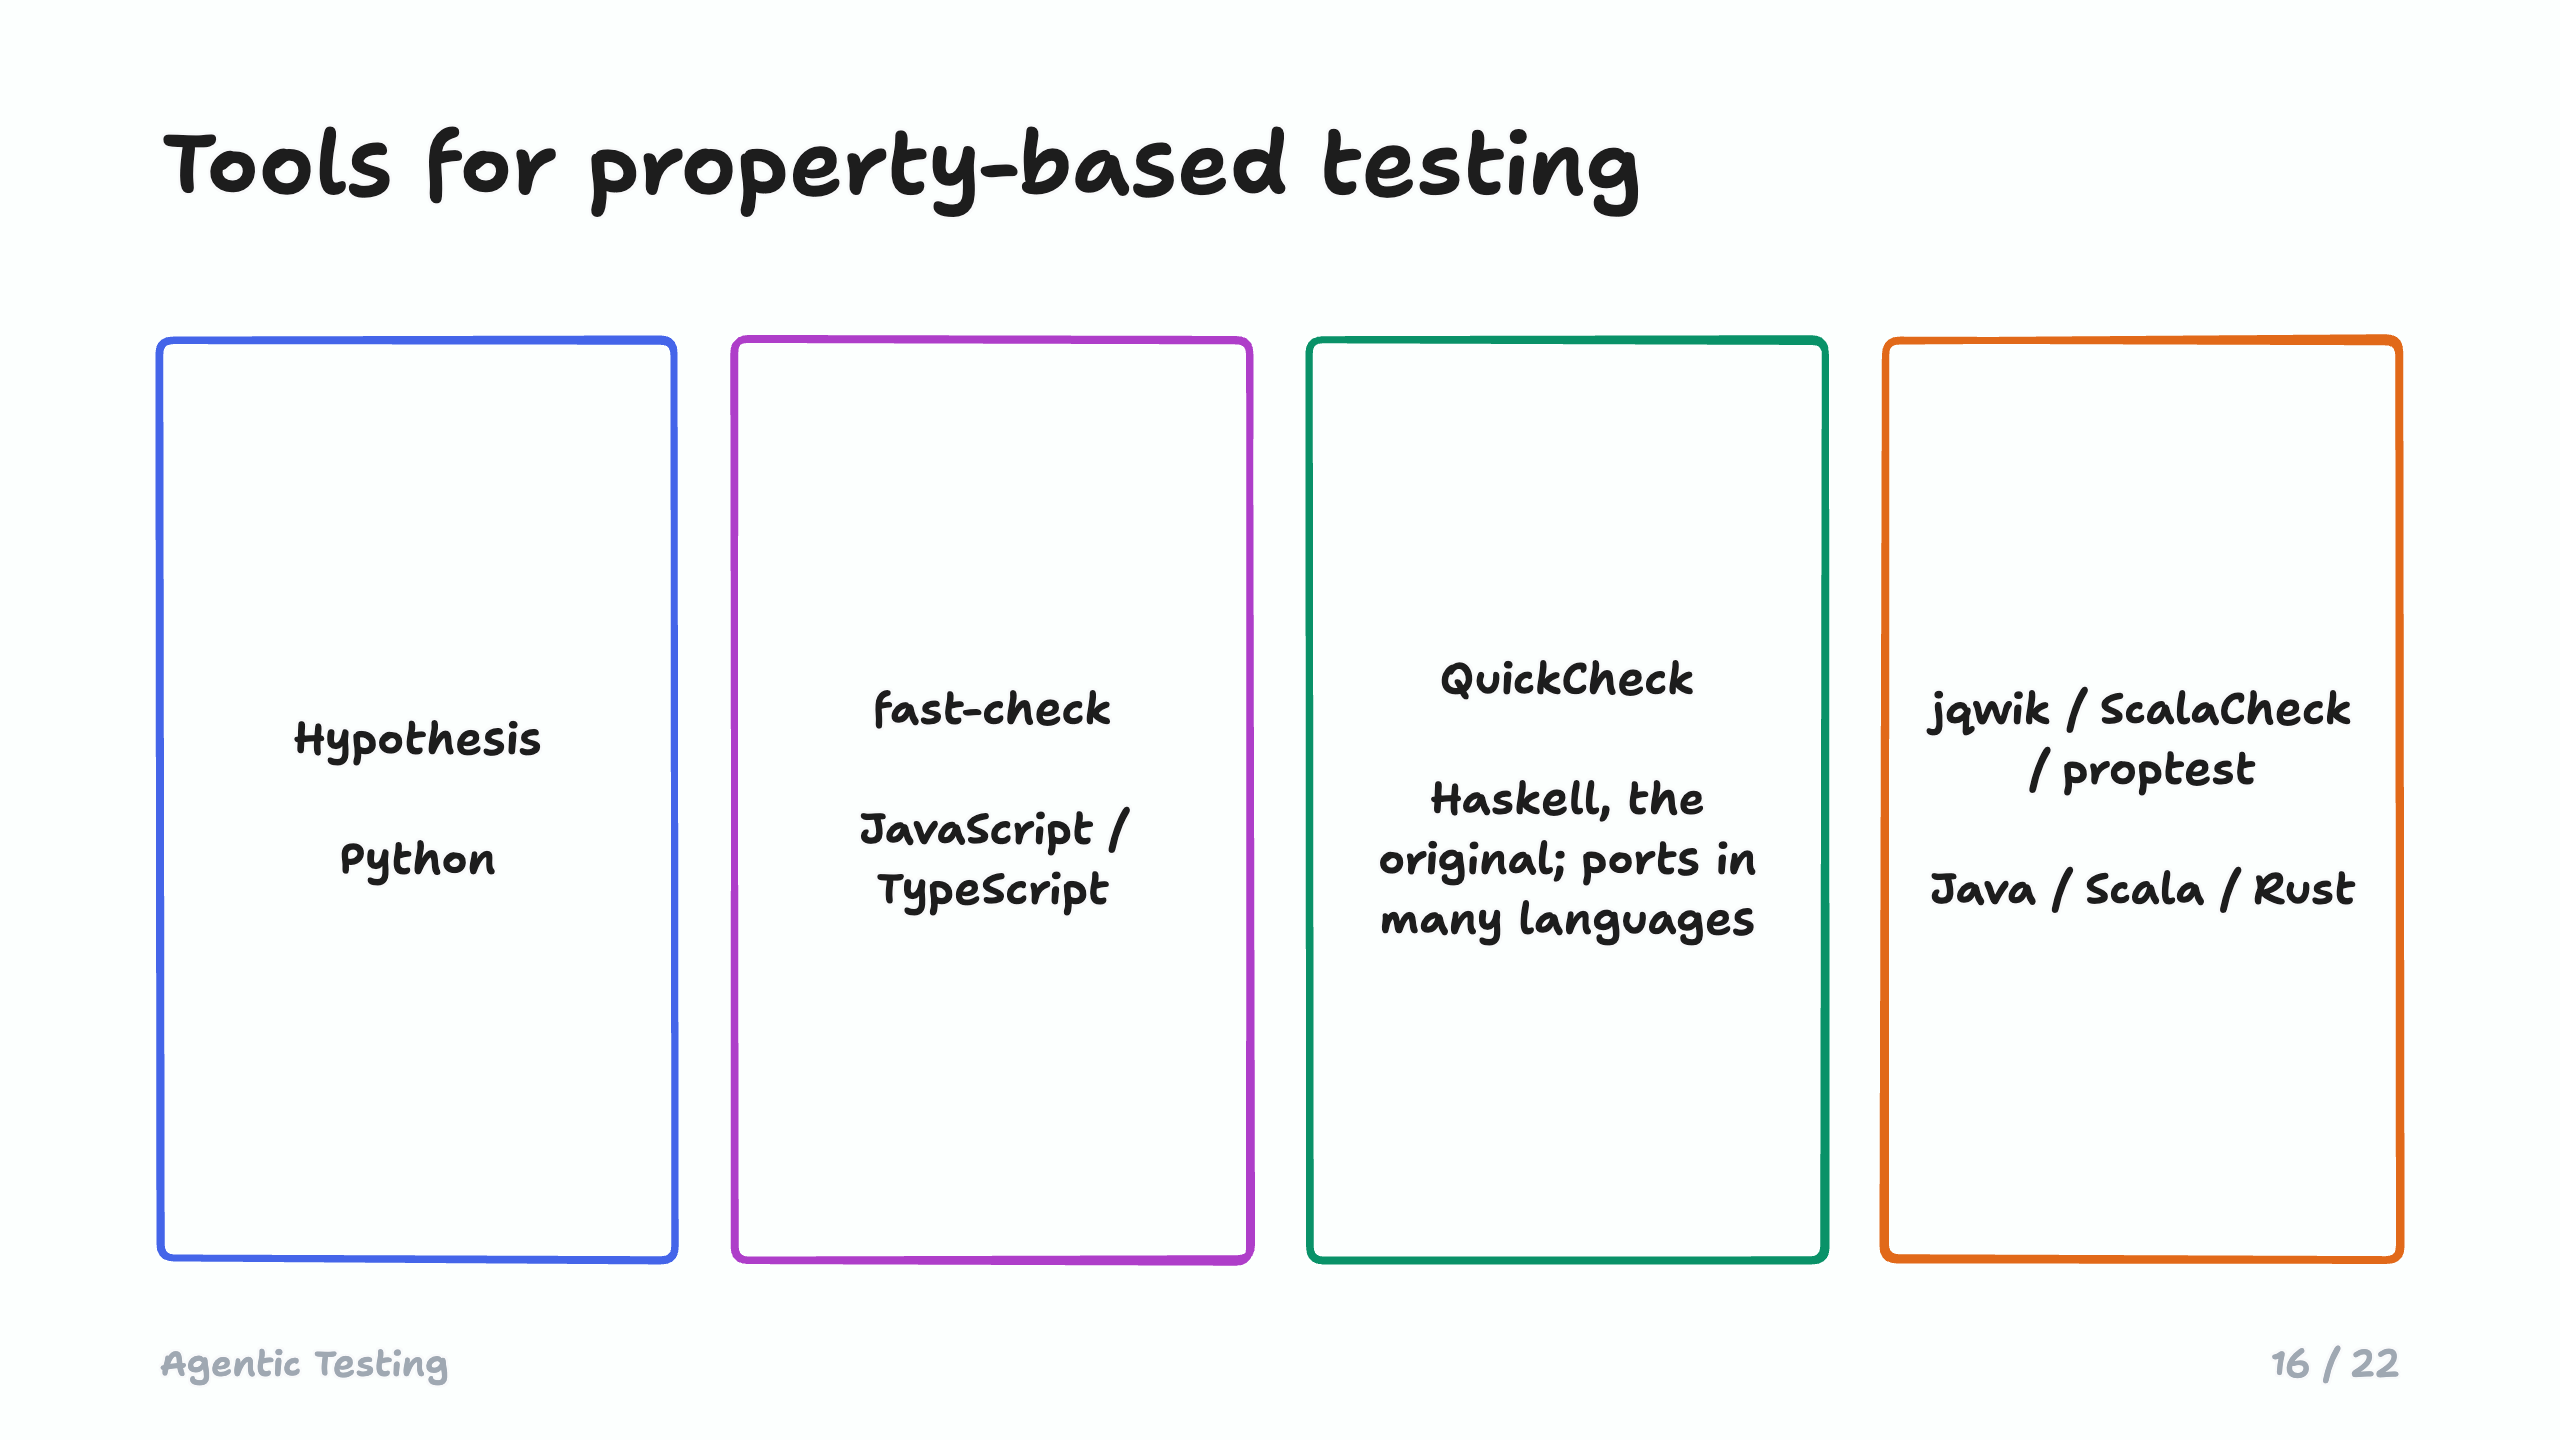 Tools for property-based testing
Hypothesis
Python
fast-check
JavaScript /
TypeScript
QuickCheck
Haskell, the
original; ports in
many languages
jqwik / ScalaCheck
/ proptest
Java / Scala / Rust
Agentic Testing
16 / 22